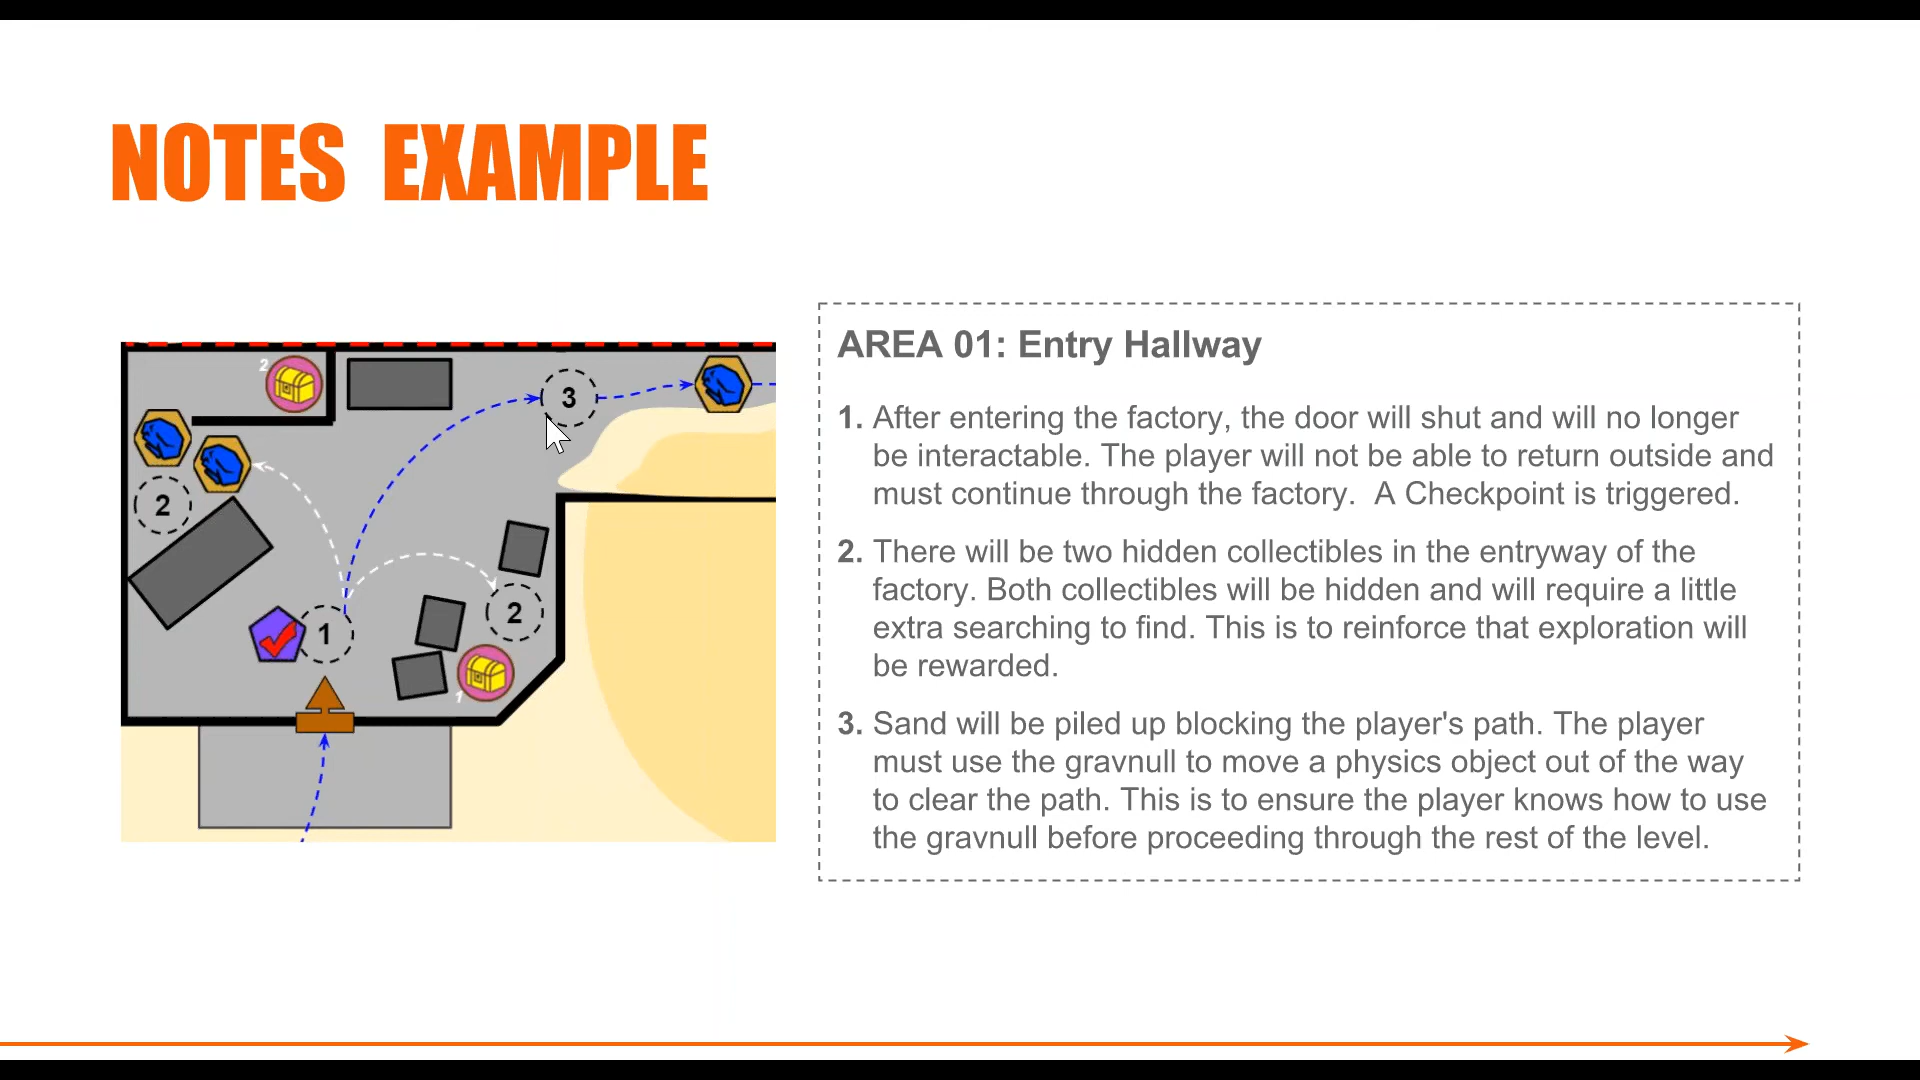 NOTES EXAMPLE
2
3
2
2
1
1
AREA 01: Entry Hallway
1. After entering the factory, the door will shut and will no longer
be interactable. The player will not be able to return outside and
must continue through the factory.  A Checkpoint is triggered.
2. There will be two hidden collectibles in the entryway of the
factory. Both collectibles will be hidden and will require a little
extra searching to find. This is to reinforce that exploration will
be rewarded.
3. Sand will be piled up blocking the player's path. The player
must use the gravnull to move a physics object out of the way
to clear the path. This is to ensure the player knows how to use
the gravnull before proceeding through the rest of the level.